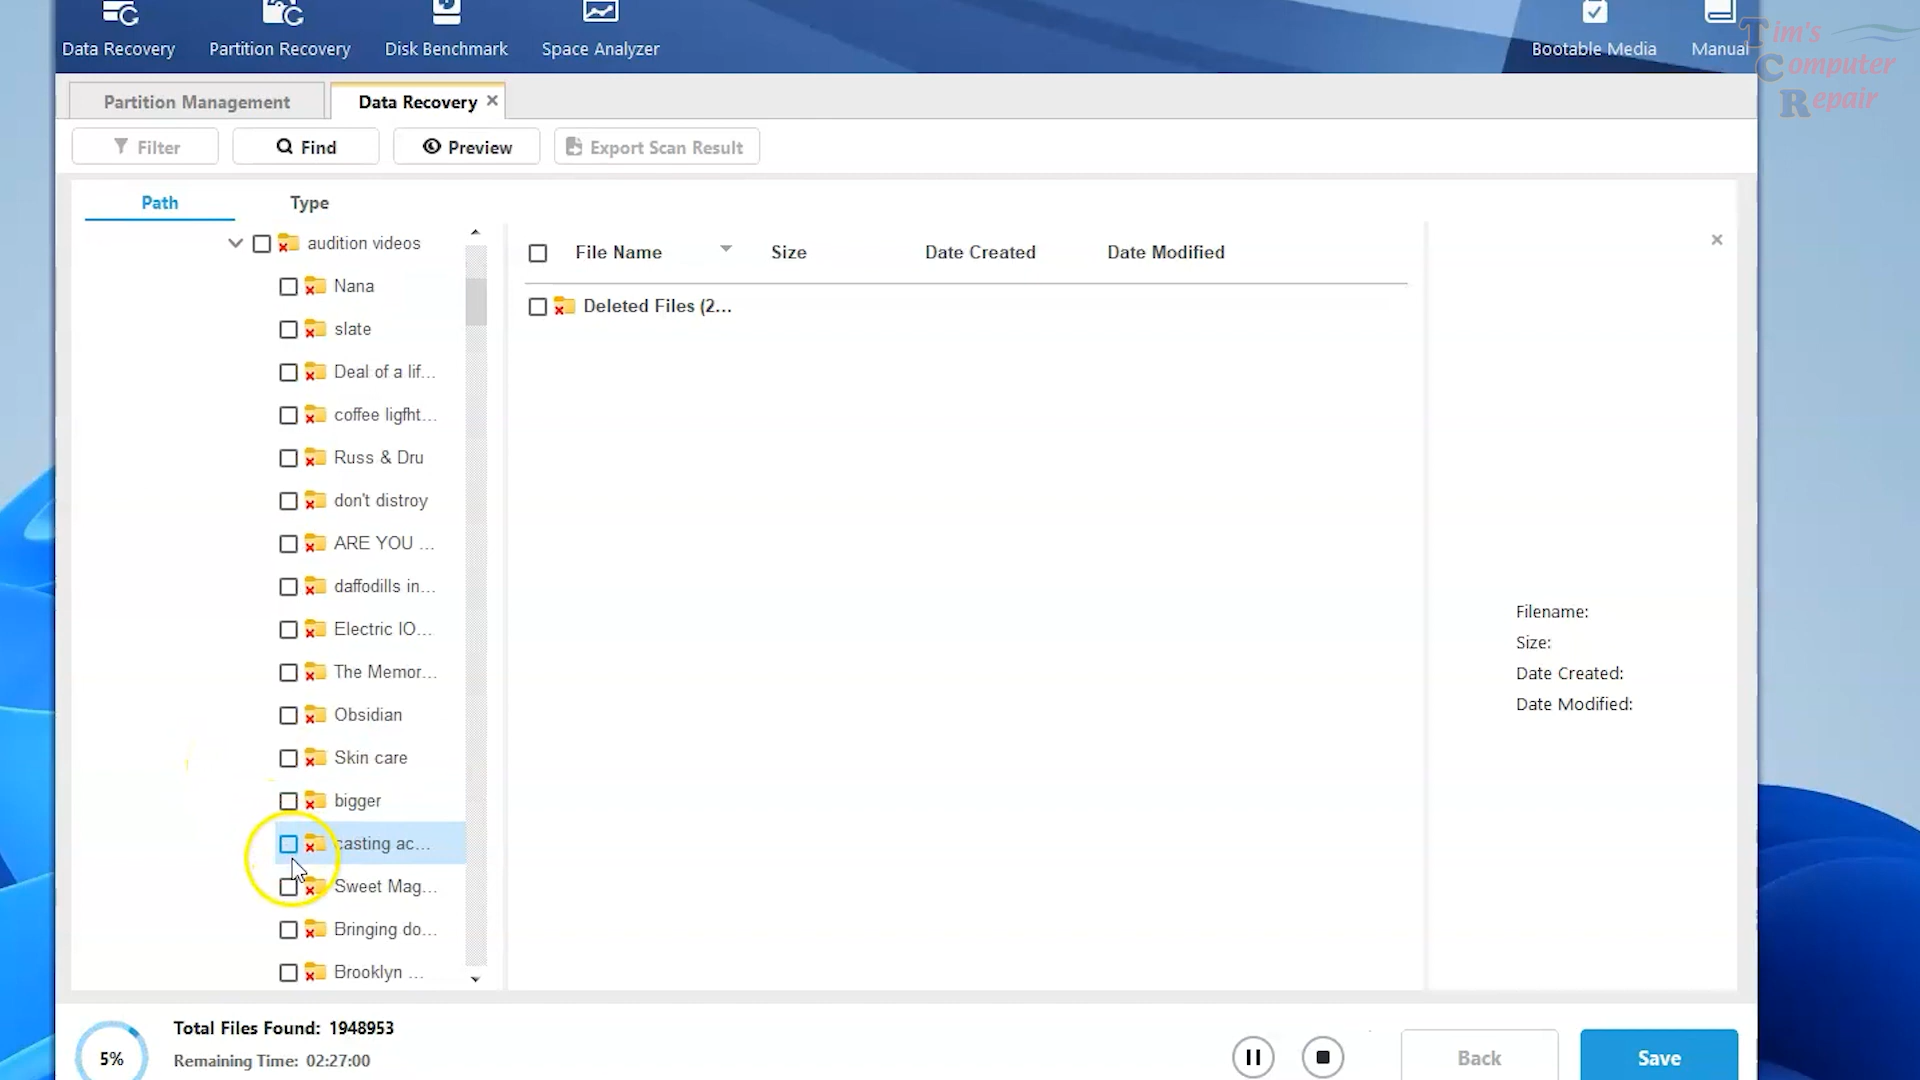 Data Recovery
Partition Recovery
Disk Benchmark
Space Analyzer
Bootable Media
Manual
Tim's
Computer
Repair
Partition Management
Data Recovery
Filter
Find
Preview
Export Scan Result
Path
Type
audition videos
Nana
slate
Deal of a lif...
coffee ligfht...
Russ & Dru
don't distroy
ARE YOU ...
daffodills in...
Electric IO...
The Memor...
Obsidian
Skin care
bigger
casting ac...
Sweet Mag...
Bringing do...
Brooklyn ...
File Name
Size
Date Created
Date Modified
Deleted Files (2...
Filename:
Size:
Date Created:
Date Modified:
5%
Total Files Found: 1948953
Remaining Time: 02:27:00
Back
Save